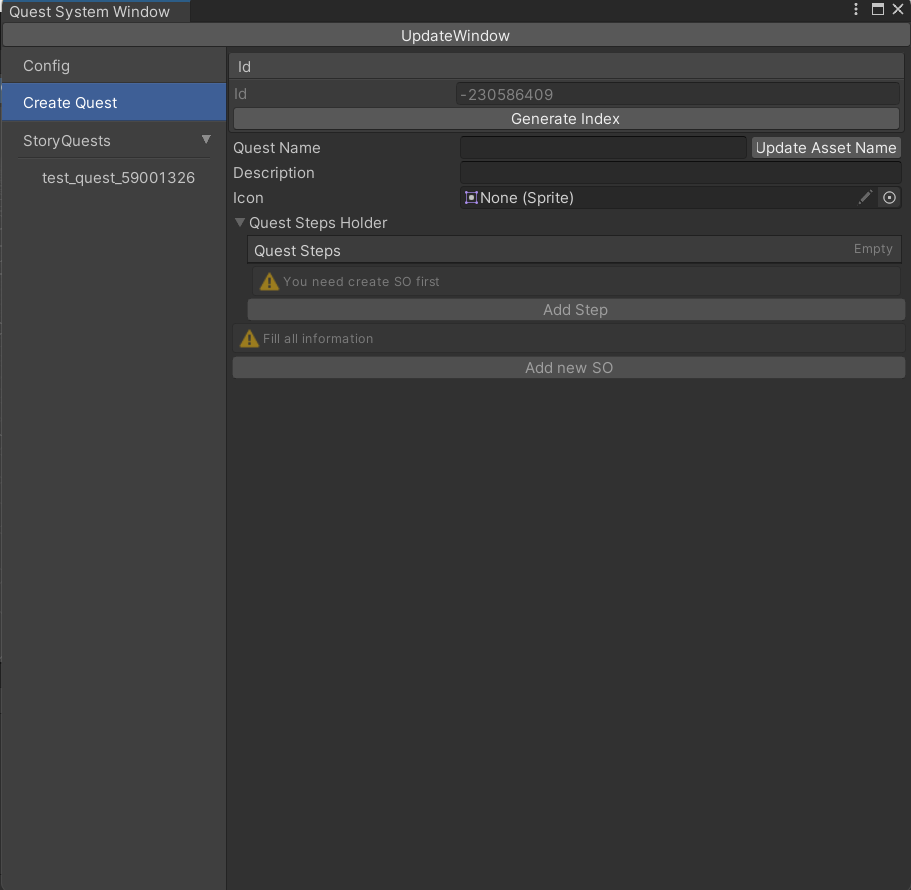 Quest System Window
UpdateWindow
Config
Create Quest
StoryQuests
test_quest_59001326
Id
Id -230586409
Generate Index
Quest Name Update Asset Name
Description
Icon None (Sprite)
Quest Steps Holder
Quest Steps Empty
You need create SO first
Add Step
Fill all information
Add new SO